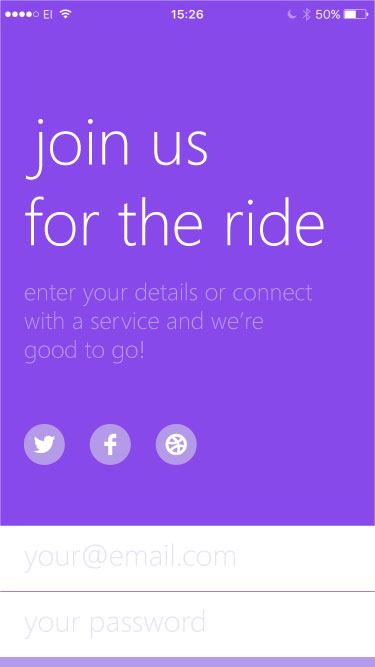 EI 15:26 50%
join us
for the ride
enter your details or connect
with a service and we’re
good to go!
your@email.com
your password